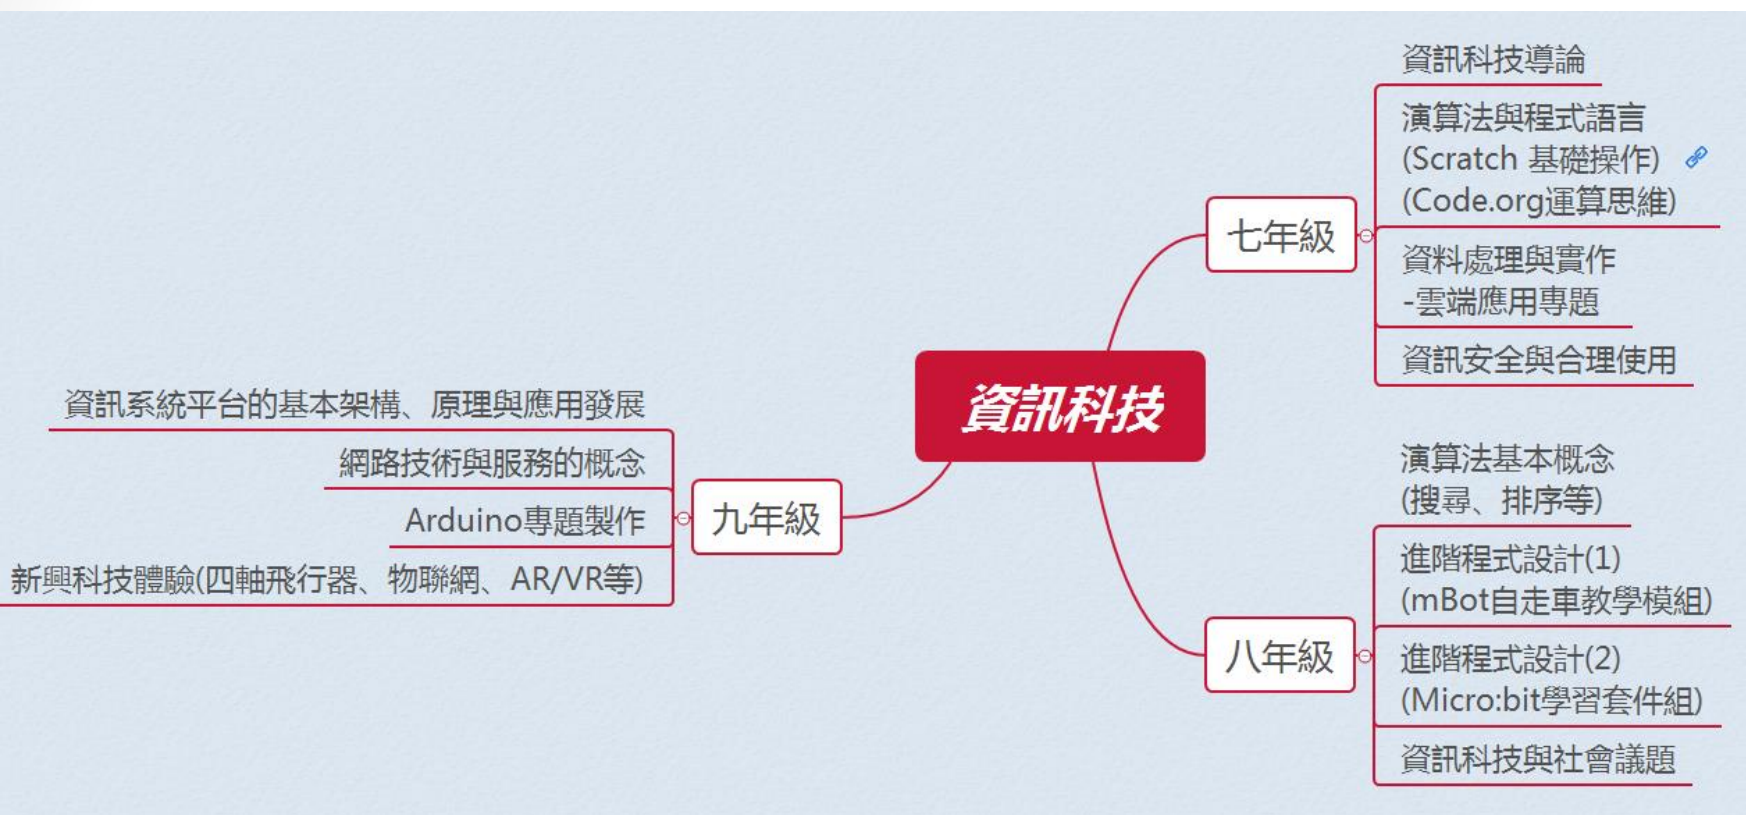 資訊科技
七年級
資訊科技導論
演算法與程式語言
(Scratch 基礎操作)
(Code.org運算思維)
資料處理與實作
-雲端應用專題
資訊安全與合理使用
八年級
演算法基本概念
(搜尋、排序等)
進階程式設計(1)
(mBot自走車教學模組)
進階程式設計(2)
(Micro:bit學習套件組)
資訊科技與社會議題
九年級
資訊系統平台的基本架構、原理與應用發展
網路技術與服務的概念
Arduino專題製作
新興科技體驗(四軸飛行器、物聯網、AR/VR等)